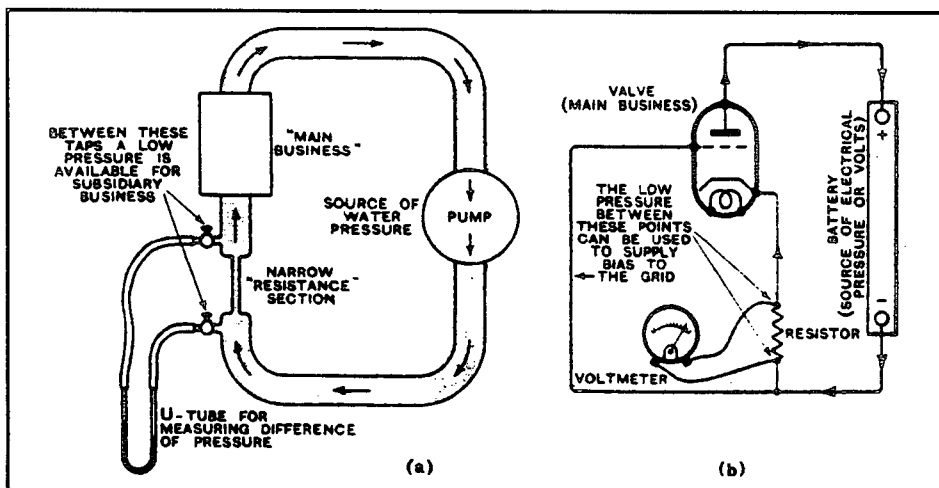 BETWEEN THESE
TAPS A LOW
PRESSURE IS
AVAILABLE FOR
SUBSIDIARY
BUSINESS
"MAIN
BUSINESS"
SOURCE OF
WATER
PRESSURE
PUMP
NARROW
"RESISTANCE"
SECTION
U-TUBE FOR
MEASURING DIFFERENCE
OF PRESSURE
(a)
VALVE
(MAIN BUSINESS)
THE LOW
PRESSURE
BETWEEN
THESE POINTS
CAN BE USED
TO SUPPLY
BIAS TO
THE GRID
VOLTMETER
RESISTOR
+
BATTERY
(SOURCE OF ELECTRICAL
PRESSURE OR VOLTS)
-
(b)